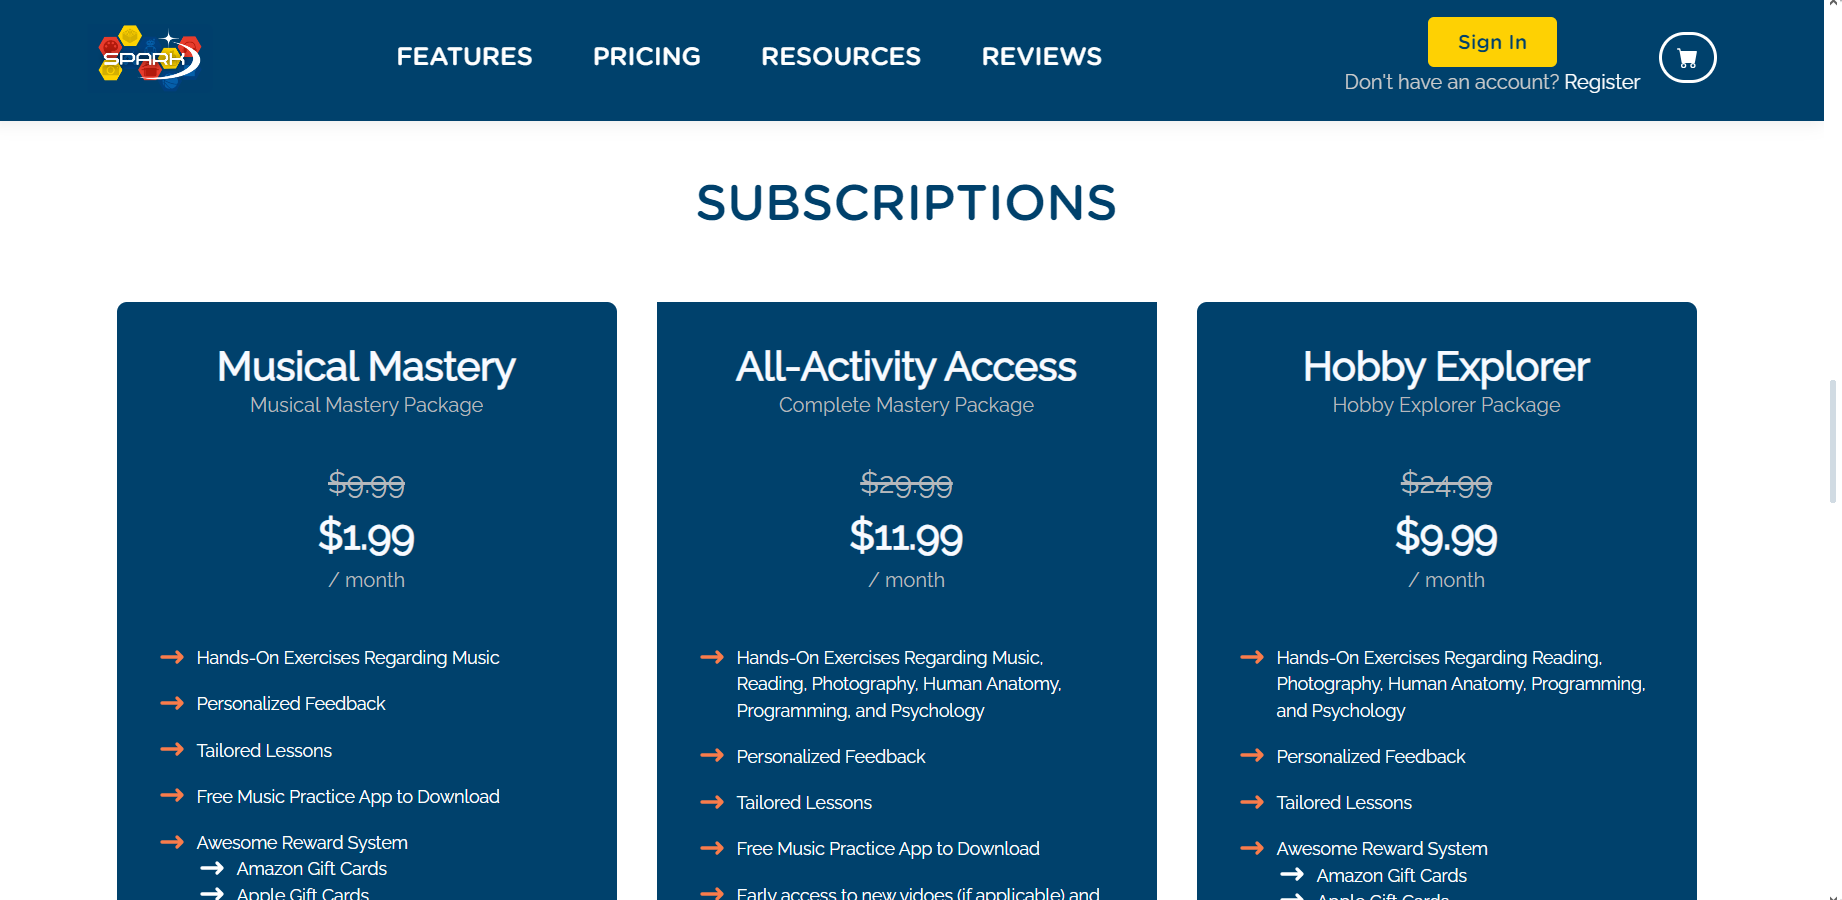 SPARK
FEATURES
PRICING
RESOURCES
REVIEWS
Sign In
Don't have an account? Register
SUBSCRIPTIONS
Musical Mastery
Musical Mastery Package
$9.99
$1.99
/ month
Hands-On Exercises Regarding Music
Personalized Feedback
Tailored Lessons
Free Music Practice App to Download
Awesome Reward System
Amazon Gift Cards
Apple Gift Cards
All-Activity Access
Complete Mastery Package
$29.99
$11.99
/ month
Hands-On Exercises Regarding Music,
Reading, Photography, Human Anatomy,
Programming, and Psychology
Personalized Feedback
Tailored Lessons
Free Music Practice App to Download
Early access to new vidoes (if applicable) and
Hobby Explorer
Hobby Explorer Package
$24.99
$9.99
/ month
Hands-On Exercises Regarding Reading,
Photography, Human Anatomy, Programming,
and Psychology
Personalized Feedback
Tailored Lessons
Awesome Reward System
Amazon Gift Cards
Apple Gift Cards